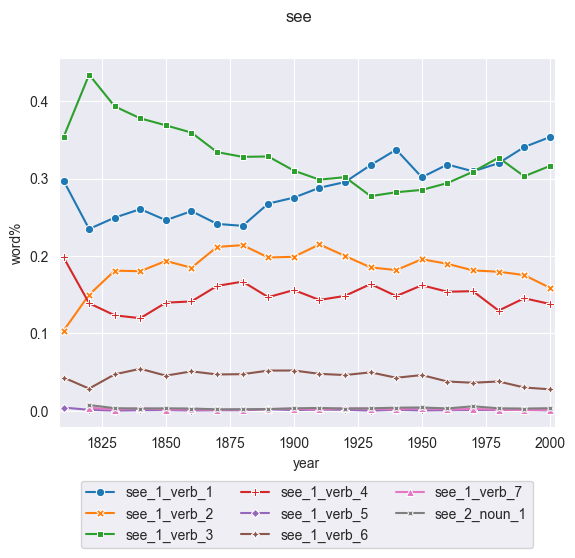 see
0.4
0.3
0.2
0.1
0.0
word%
1825 1850 1875 1900 1925 1950 1975 2000
year
see_1_verb_1 see_1_verb_4 see_1_verb_7
see_1_verb_2 see_1_verb_5 see_2_noun_1
see_1_verb_3 see_1_verb_6